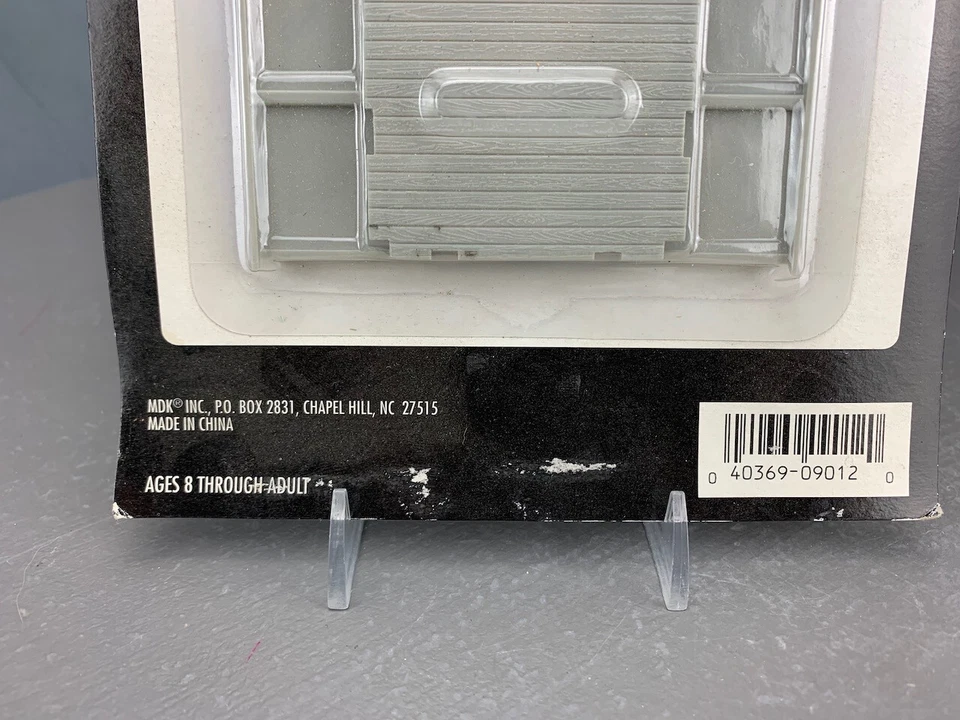 MDK® INC., P.O. BOX 2831, CHAPEL HILL, NC 27515
MADE IN CHINA
AGES 8 THROUGH ADULT
0 40369-09012 0